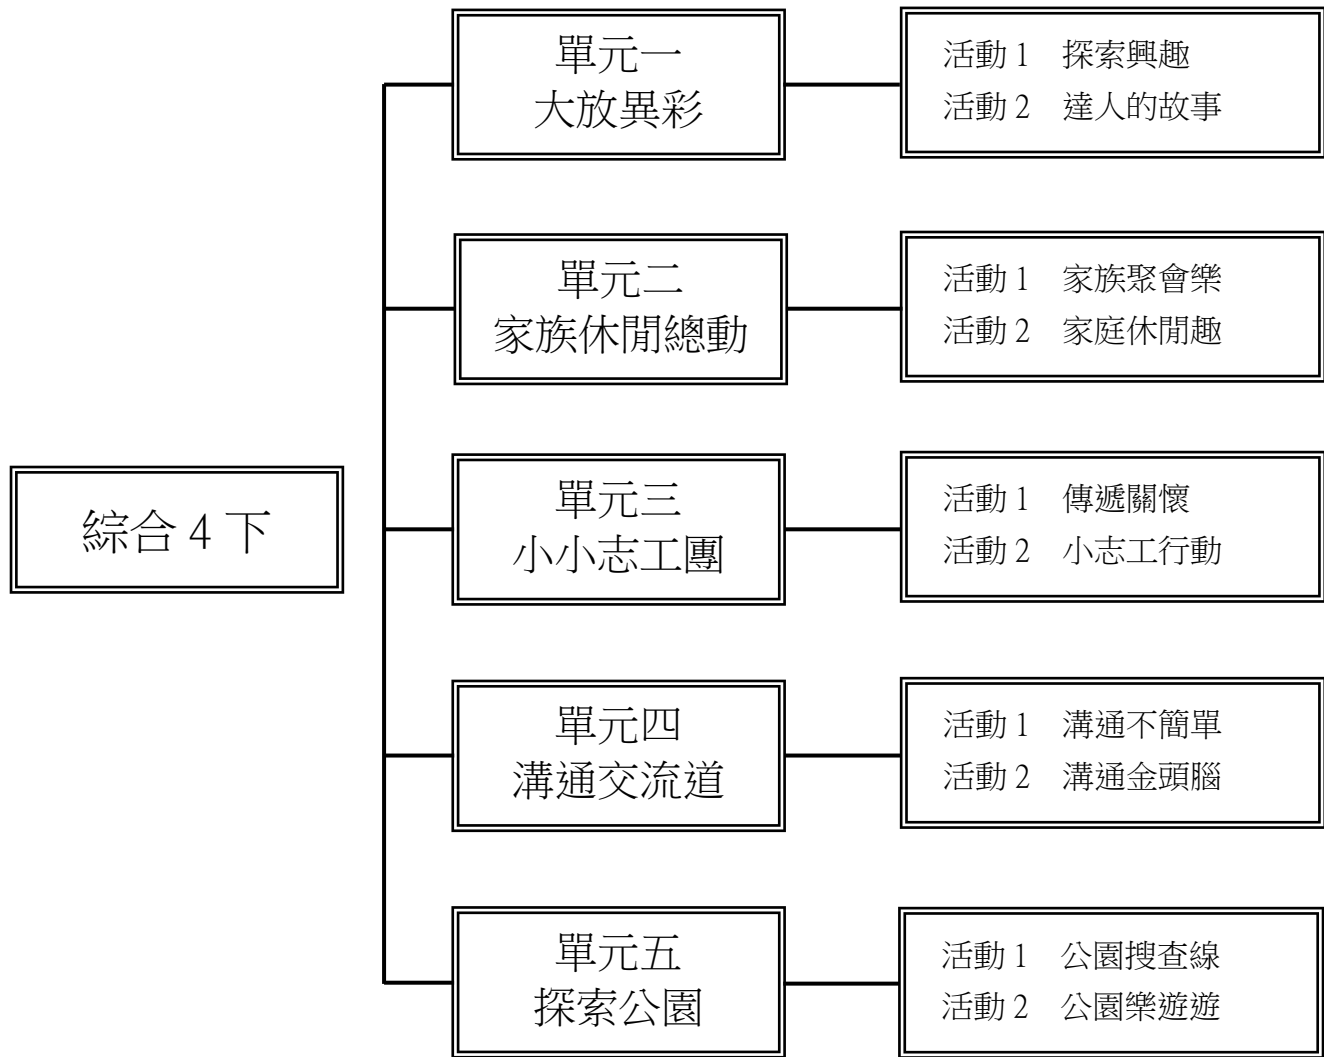 單元一
大放異彩
活動 1　探索興趣
活動 2　達人的故事
單元二
家族休閒總動
活動 1　家族聚會樂
活動 2　家庭休閒趣
綜合 4 下
單元三
小小志工團
活動 1　傳遞關懷
活動 2　小志工行動
單元四
溝通交流道
活動 1　溝通不簡單
活動 2　溝通金頭腦
單元五
探索公園
活動 1　公園搜查線
活動 2　公園樂遊遊